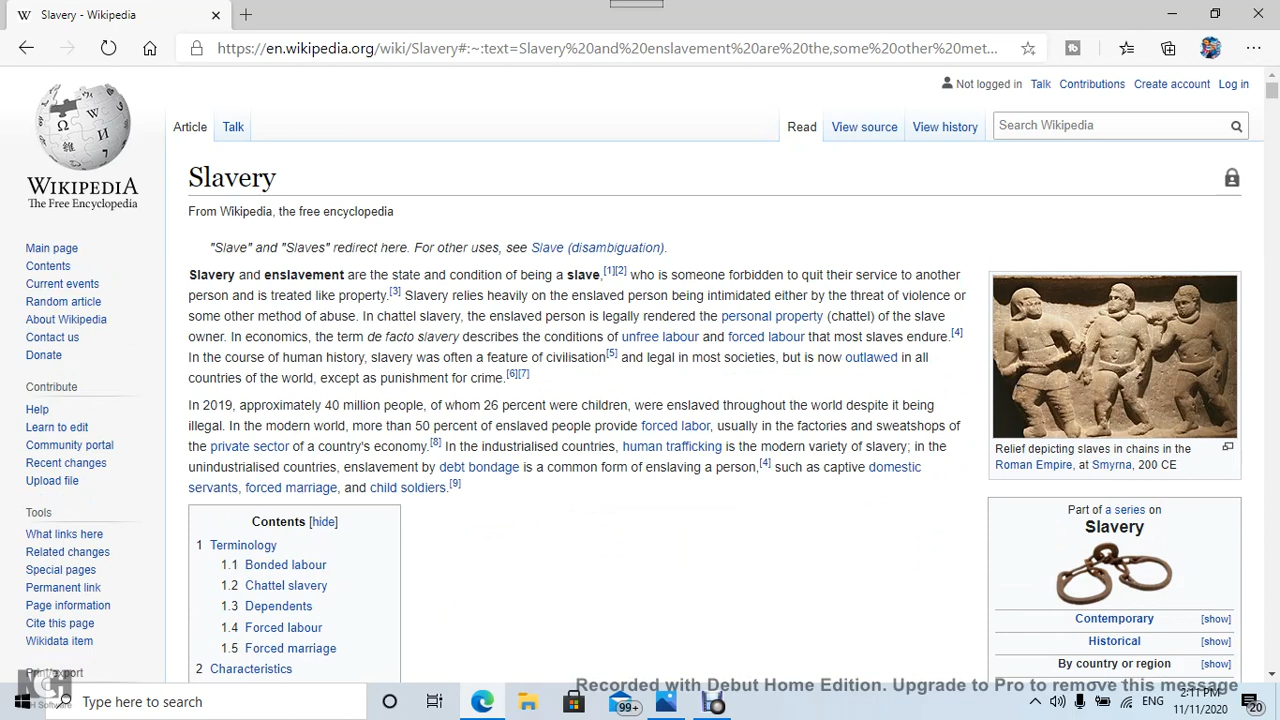 Slavery - Wikipedia
https://en.wikipedia.org/wiki/Slavery#:~:text=Slavery%20and%20enslavement%20are%20the,some%20other%20met...
Not logged in Talk Contributions Create account Log in
Article Talk Read View source View history Search Wikipedia
WIKIPEDIA
The Free Encyclopedia
Slavery
From Wikipedia, the free encyclopedia
"Slave" and "Slaves" redirect here. For other uses, see Slave (disambiguation).
Slavery and enslavement are the state and condition of being a slave,[1][2] who is someone forbidden to quit their service to another
person and is treated like property.[3] Slavery relies heavily on the enslaved person being intimidated either by the threat of violence or
some other method of abuse. In chattel slavery, the enslaved person is legally rendered the personal property (chattel) of the slave
owner. In economics, the term de facto slavery describes the conditions of unfree labour and forced labour that most slaves endure.[4]
In the course of human history, slavery was often a feature of civilisation[5] and legal in most societies, but is now outlawed in all
countries of the world, except as punishment for crime.[6][7]
In 2019, approximately 40 million people, of whom 26 percent were children, were enslaved throughout the world despite it being
illegal. In the modern world, more than 50 percent of enslaved people provide forced labor, usually in the factories and sweatshops of
the private sector of a country's economy.[8] In the industrialised countries, human trafficking is the modern variety of slavery; in the
unindustrialised countries, enslavement by debt bondage is a common form of enslaving a person,[4] such as captive domestic
servants, forced marriage, and child soldiers.[9]
Contents [hide]
1 Terminology
1.1 Bonded labour
1.2 Chattel slavery
1.3 Dependents
1.4 Forced labour
1.5 Forced marriage
2 Characteristics
Relief depicting slaves in chains in the
Roman Empire, at Smyrna, 200 CE
Part of a series on
Slavery
Contemporary [show]
Historical [show]
By country or region [show]
Main page
Contents
Current events
Random article
About Wikipedia
Contact us
Donate
Contribute
Help
Learn to edit
Community portal
Recent changes
Upload file
Tools
What links here
Related changes
Special pages
Permanent link
Page information
Cite this page
Wikidata item
Print/export
Recorded with Debut Home Edition. Upgrade to Pro to remove this message
NCH Software
Type here to search
99+
ENG
2:11 PM
11/11/2020
20